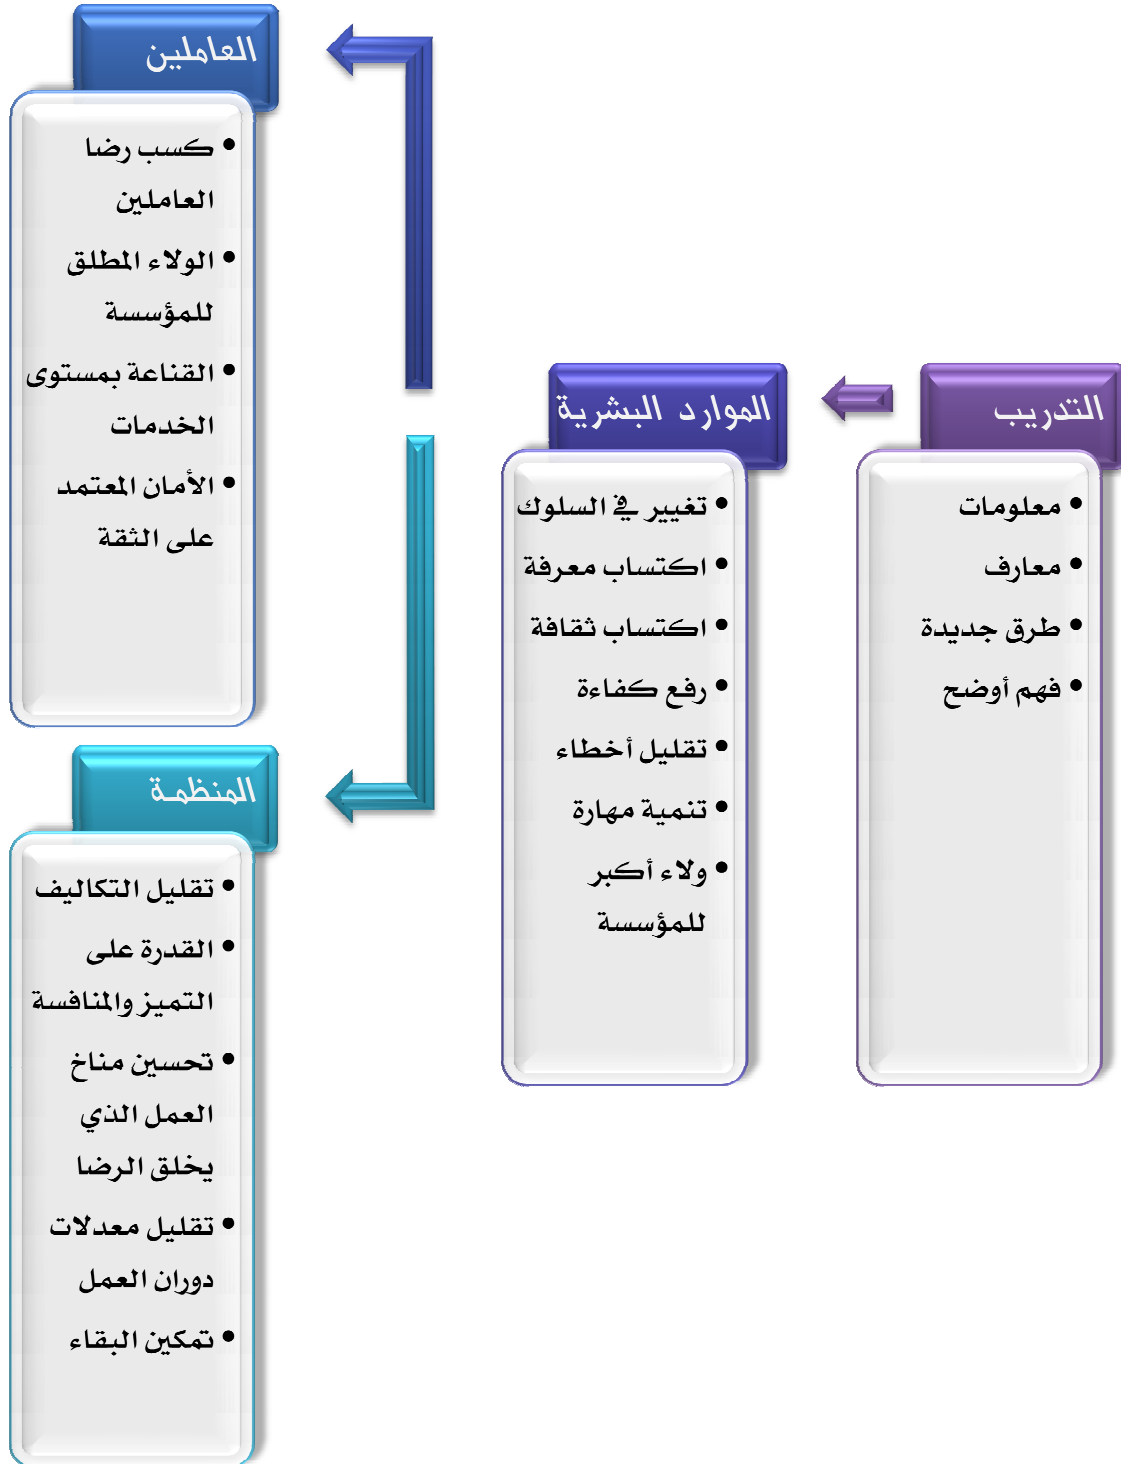 التدريب
• معلومات
• معارف
• طرق جديدة
• فهم أوضح
الموارد البشرية
• تغيير في السلوك
• اكتساب معرفة
• اكتساب ثقافة
• رفع كفاءة
• تقليل أخطاء
• تنمية مهارة
• ولاء أكبر
للمؤسسة
العاملين
• كسب رضا
العاملين
• الولاء المطلق
للمؤسسة
• القناعة بمستوى
الخدمات
• الأمان المعتمد
على الثقة
المنظمة
• تقليل التكاليف
• القدرة على
التميز والمنافسة
• تحسين مناخ
العمل الذي
يخلق الرضا
• تقليل معدلات
دوران العمل
• تمكين البقاء